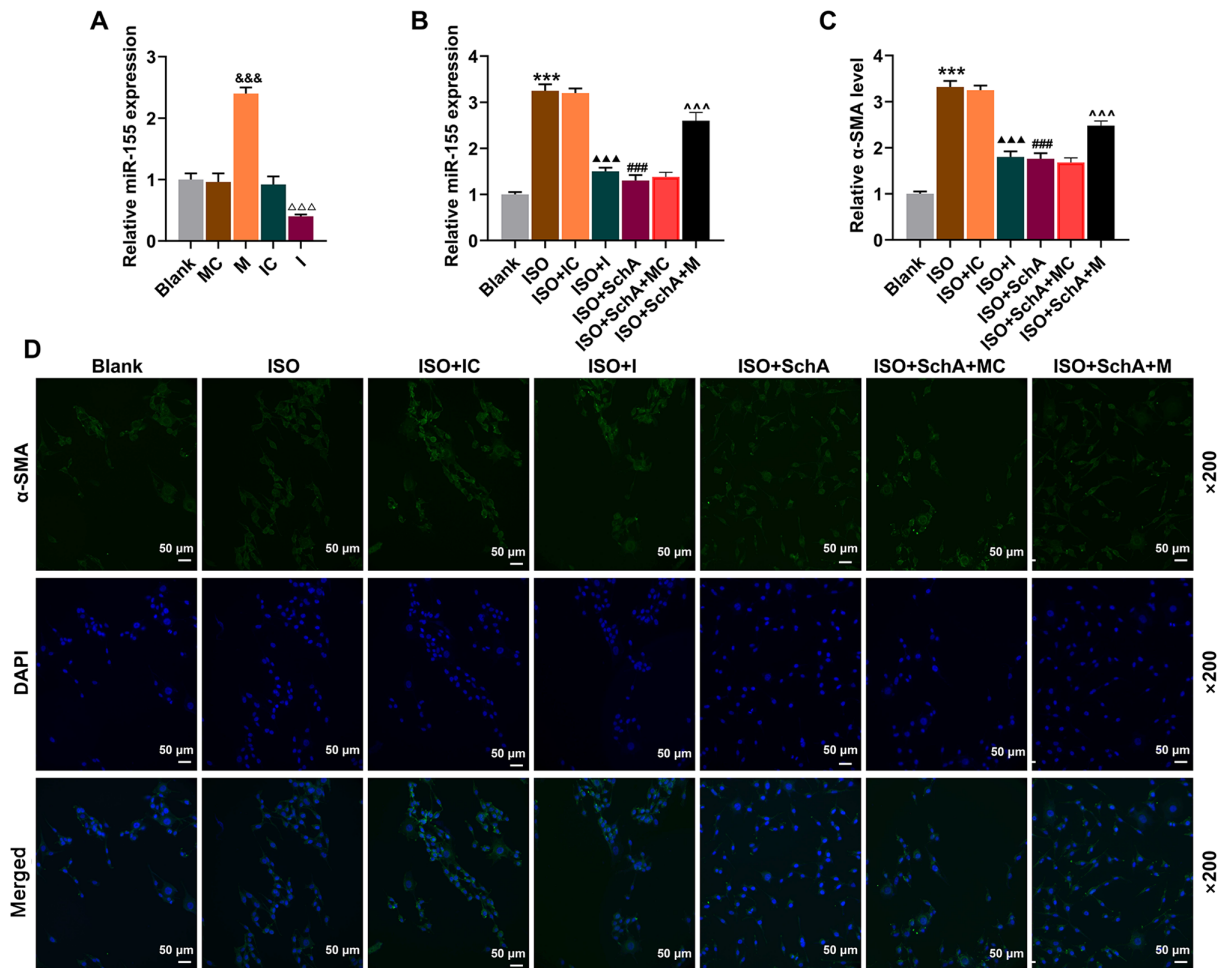 A
Relative miR-155 expression
3
2
1
0
&&&
△△△
Blank
MC
M
IC
I
B
Relative miR-155 expression
4
3
2
1
0
***
▲▲▲
###
^^^
Blank
ISO
ISO+IC
ISO+I
ISO+SchA
ISO+SchA+MC
ISO+SchA+M
C
Relative α-SMA level
4
3
2
1
0
***
▲▲▲
###
^^^
Blank
ISO
ISO+IC
ISO+I
ISO+SchA
ISO+SchA+MC
ISO+SchA+M
D
Blank ISO ISO+IC ISO+I ISO+SchA ISO+SchA+MC ISO+SchA+M
α-SMA
50 µm 50 µm 50 µm 50 µm 50 µm 50 µm 50 µm
×200
DAPI
50 µm 50 µm 50 µm 50 µm 50 µm 50 µm 50 µm
×200
Merged
50 µm 50 µm 50 µm 50 µm 50 µm 50 µm 50 µm
×200